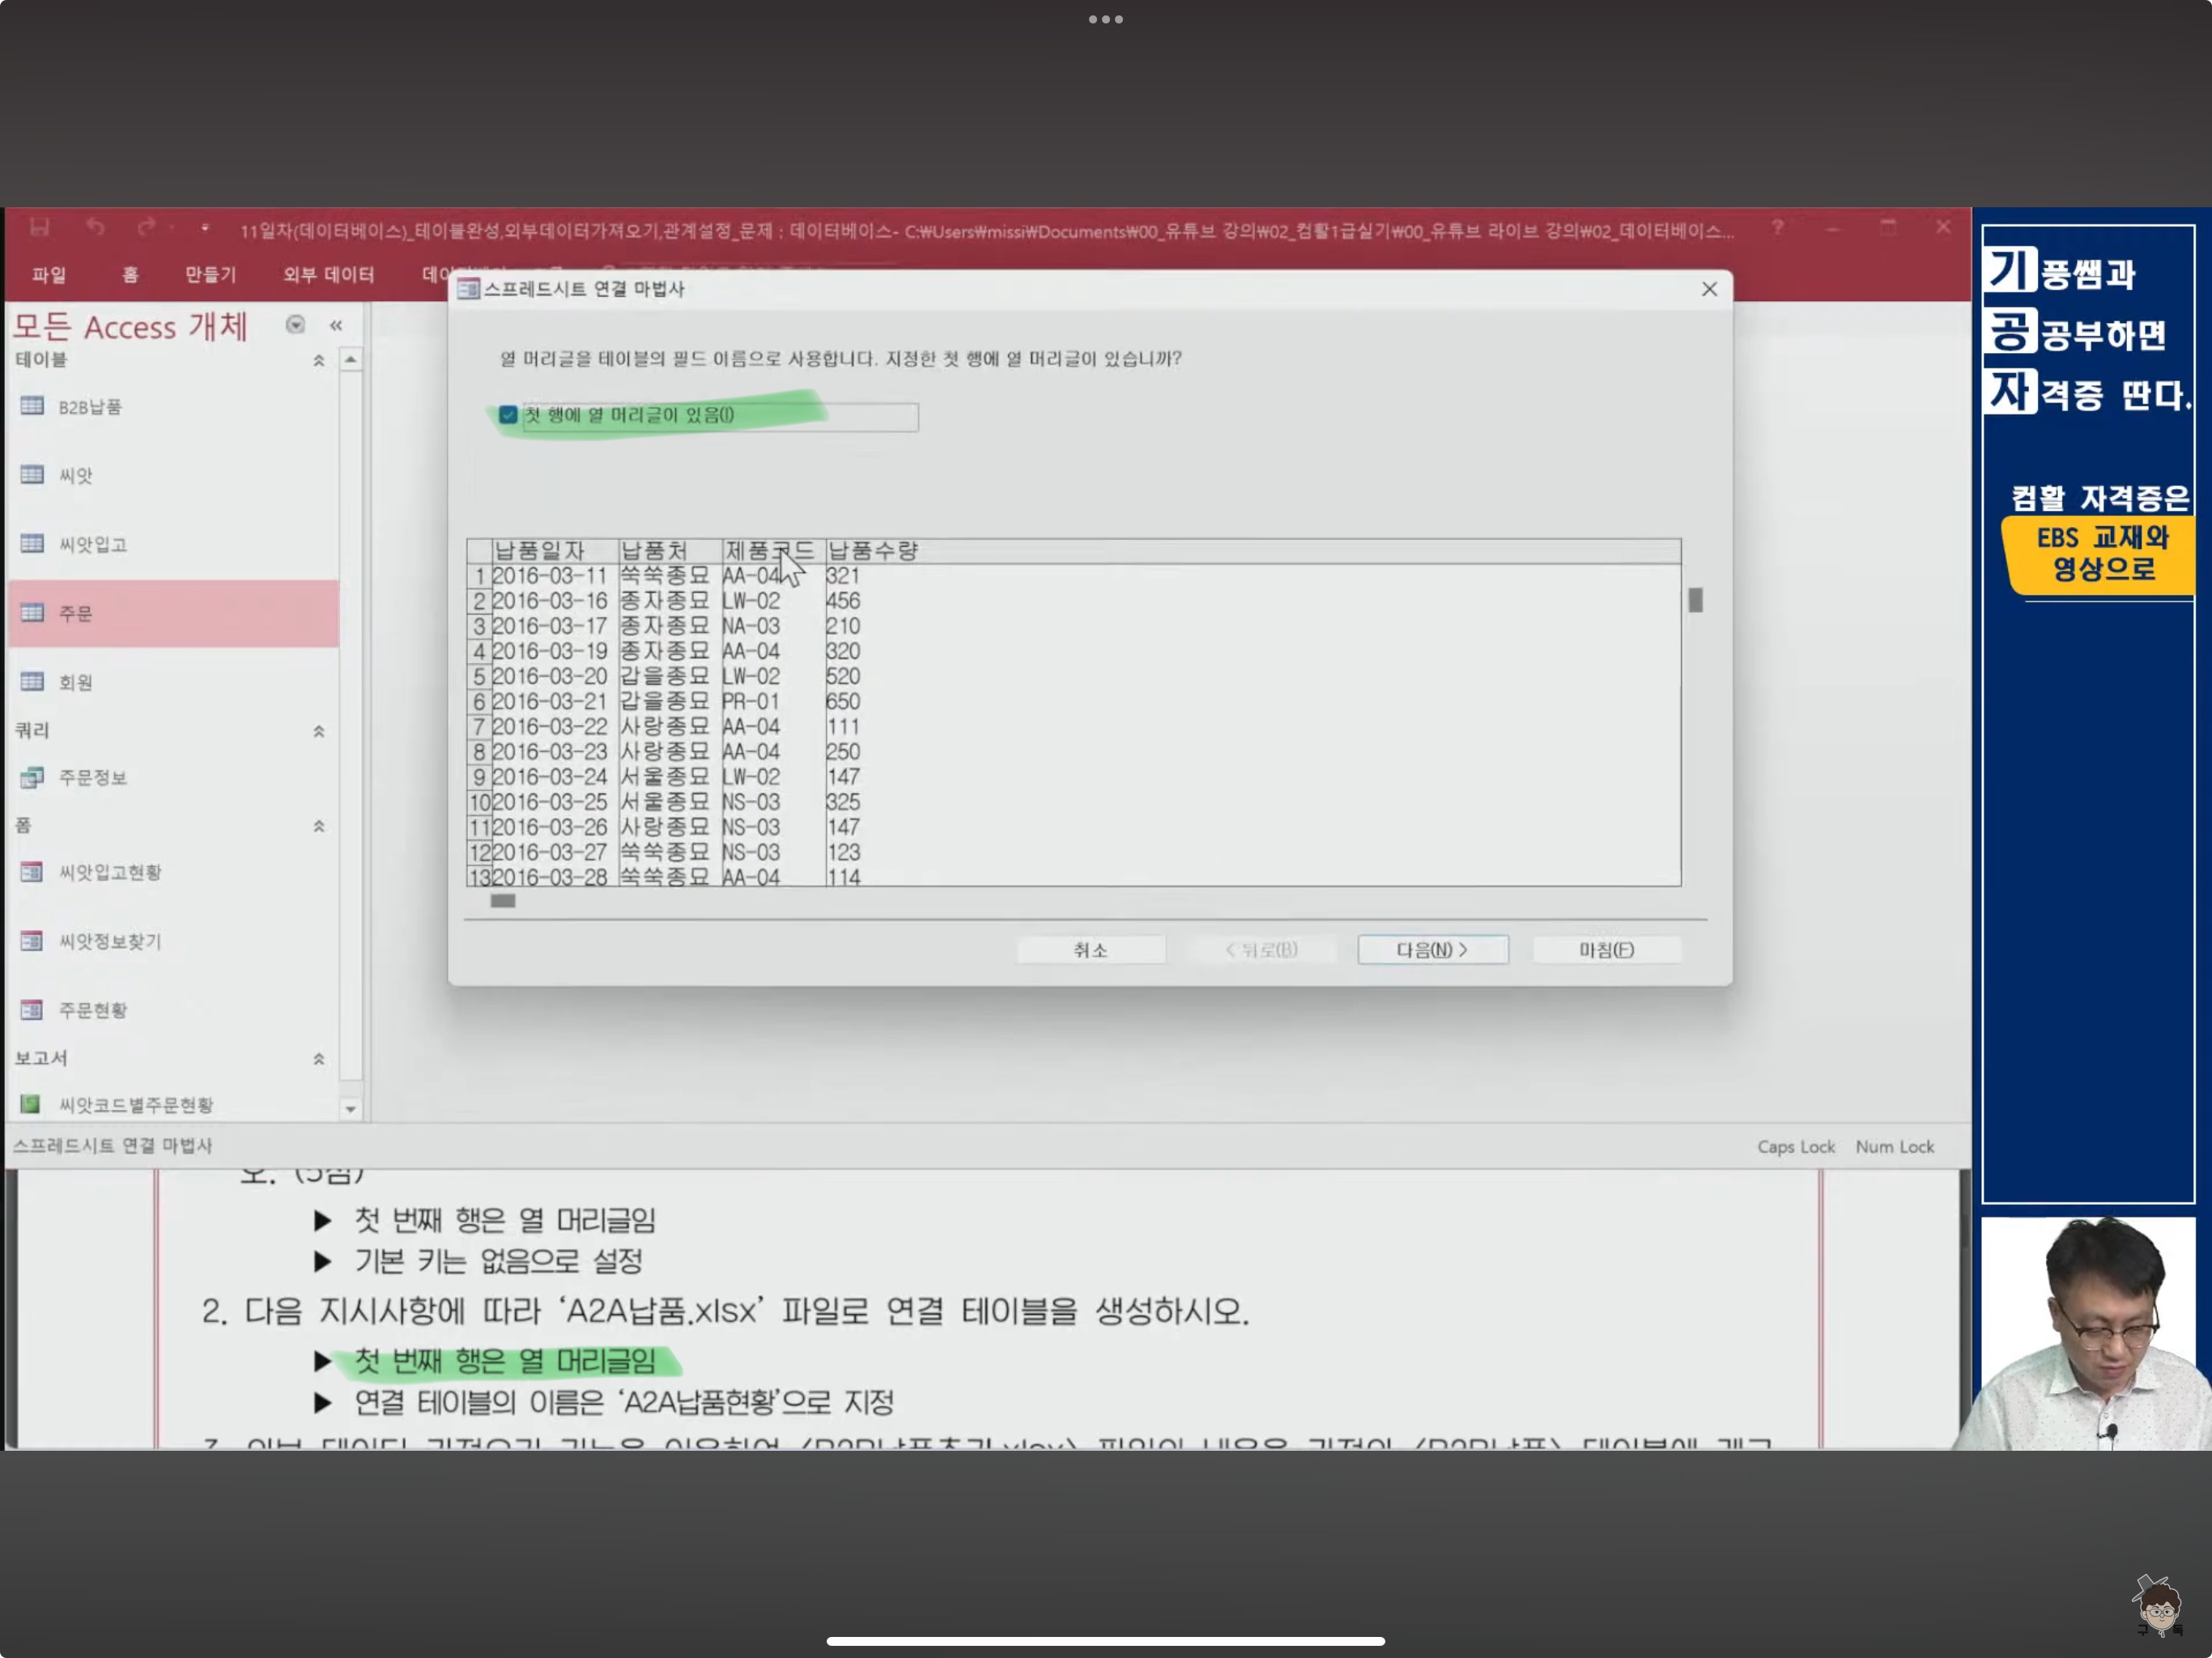 11일차(데이터베이스)_테이블완성,외부데이터가져오기,관계설정_문제 : 데이터베이스- C:₩Users₩missi₩Documents₩00_유튜브 강의₩02_컴활1급실기₩00_유튜브 라이브 강의₩02_데이터베이스...
파일 홈 만들기 외부 데이터
스프레드시트 연결 마법사
모든 Access 개체
테이블
B2B납품
씨앗
씨앗입고
주문
회원
쿼리
주문정보
폼
씨앗입고현황
씨앗정보찾기
주문현황
보고서
씨앗코드별주문현황
열 머리글을 테이블의 필드 이름으로 사용합니다. 지정한 첫 행에 열 머리글이 있습니까?
첫 행에 열 머리글이 있음(I)
납품일자 납품처 제품코드 납품수량
1 2016-03-11 쑥쑥종묘 AA-04 321
2 2016-03-16 종자종묘 LW-02 456
3 2016-03-17 종자종묘 NA-03 210
4 2016-03-19 종자종묘 AA-04 320
5 2016-03-20 갑을종묘 LW-02 520
6 2016-03-21 갑을종묘 PR-01 650
7 2016-03-22 사랑종묘 AA-04 111
8 2016-03-23 사랑종묘 AA-04 250
9 2016-03-24 서울종묘 LW-02 147
10 2016-03-25 서울종묘 NS-03 325
11 2016-03-26 사랑종묘 NS-03 147
12 2016-03-27 쑥쑥종묘 NS-03 123
13 2016-03-28 쑥쑥종묘 AA-04 114
취소 < 뒤로(B) 다음(N) > 마침(F)
스프레드시트 연결 마법사
Caps Lock Num Lock
▶ 첫 번째 행은 열 머리글임
▶ 기본 키는 없음으로 설정
2. 다음 지시사항에 따라 ‘A2A납품.xlsx’ 파일로 연결 테이블을 생성하시오.
▶ 첫 번째 행은 열 머리글임
▶ 연결 테이블의 이름은 ‘A2A납품현황’으로 지정
기풍쌤과
공공부하면
자격증 딴다.
컴활 자격증은
EBS 교재와
영상으로
구독